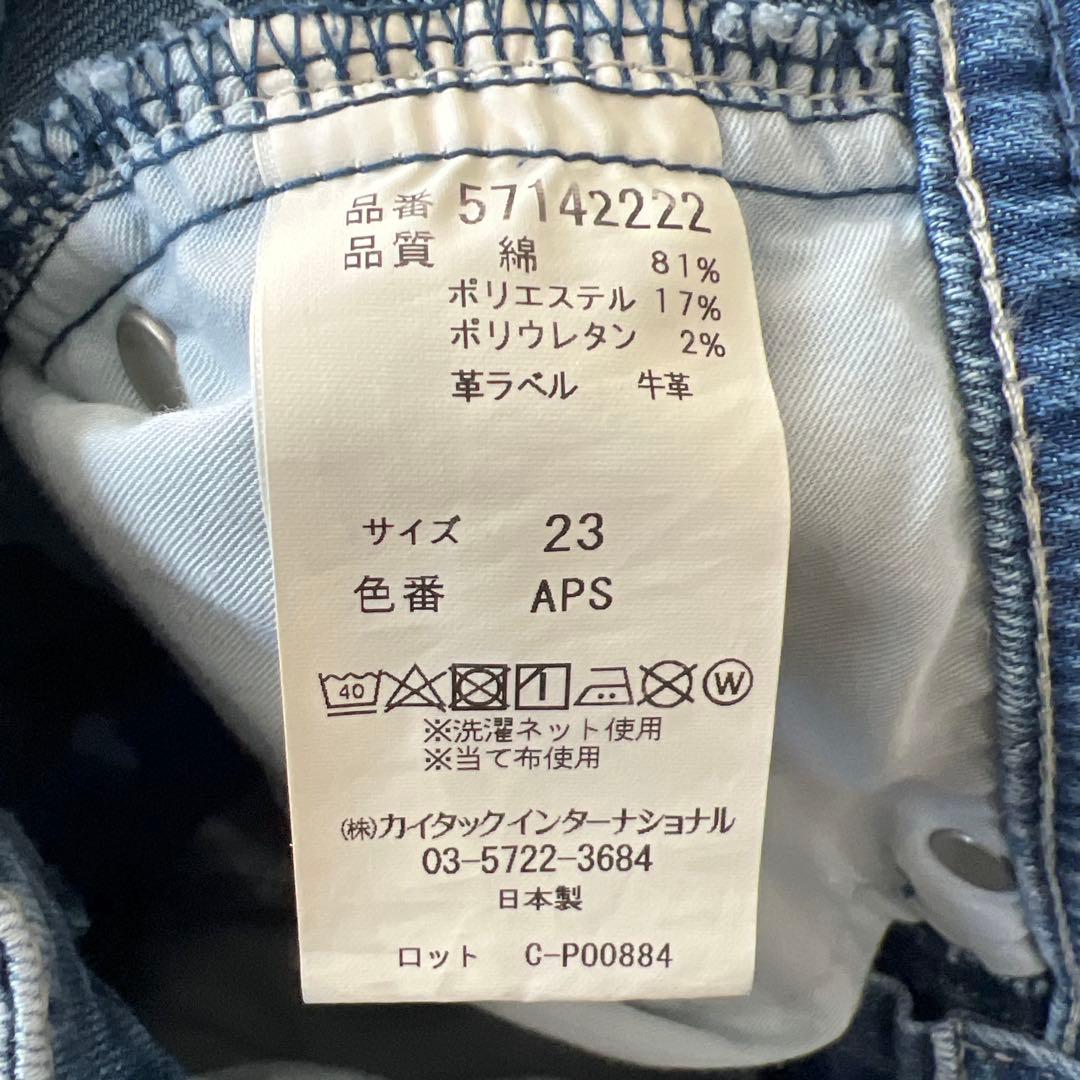 品番 57142222
品質 綿 81%
ポリエステル 17%
ポリウレタン 2%
革ラベル 牛革
サイズ 23
色番 APS
40 W
※洗濯ネット使用
※当て布使用
㈱カイタックインターナショナル
03-5722-3684
日本製
ロット C-P00884